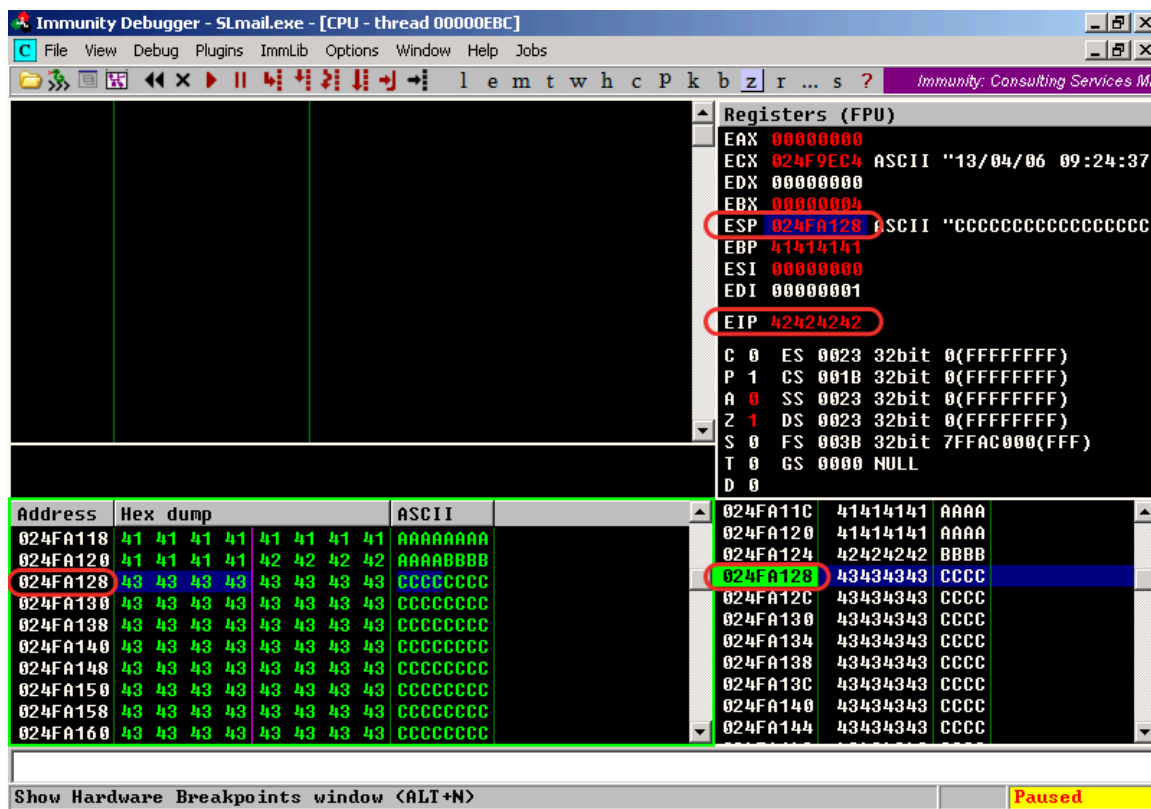 Immunity Debugger - SLmail.exe - [CPU - thread 00000EBC]
C File View Debug Plugins ImmLib Options Window Help Jobs
l e m t w h c P k b z r ... s ? Immunity: Consulting Services
Registers (FPU)
EAX 00000000
ECX 024F9EC4 ASCII "13/04/06 09:24:37
EDX 00000000
EBX 00000004
ESP 024FA128 ASCII "CCCCCCCCCCCCCCCCC
EBP 41414141
ESI 00000000
EDI 00000001
EIP 42424242
C 0 ES 0023 32bit 0(FFFFFFFF)
P 1 CS 001B 32bit 0(FFFFFFFF)
A 0 SS 0023 32bit 0(FFFFFFFF)
Z 1 DS 0023 32bit 0(FFFFFFFF)
S 0 FS 003B 32bit 7FFAC000(FFF)
T 0 GS 0000 NULL
D 0
Address Hex dump ASCII
024FA118 41 41 41 41 41 41 41 41 AAAAAAAA
024FA120 41 41 41 41 42 42 42 42 AAAABBBB
024FA128 43 43 43 43 43 43 43 43 CCCCCCCC
024FA130 43 43 43 43 43 43 43 43 CCCCCCCC
024FA138 43 43 43 43 43 43 43 43 CCCCCCCC
024FA140 43 43 43 43 43 43 43 43 CCCCCCCC
024FA148 43 43 43 43 43 43 43 43 CCCCCCCC
024FA150 43 43 43 43 43 43 43 43 CCCCCCCC
024FA158 43 43 43 43 43 43 43 43 CCCCCCCC
024FA160 43 43 43 43 43 43 43 43 CCCCCCCC
024FA11C 41414141 AAAA
024FA120 41414141 AAAA
024FA124 42424242 BBBB
024FA128 43434343 CCCC
024FA12C 43434343 CCCC
024FA130 43434343 CCCC
024FA134 43434343 CCCC
024FA138 43434343 CCCC
024FA13C 43434343 CCCC
024FA140 43434343 CCCC
024FA144 43434343 CCCC
Show Hardware Breakpoints window (ALT+N)
Paused